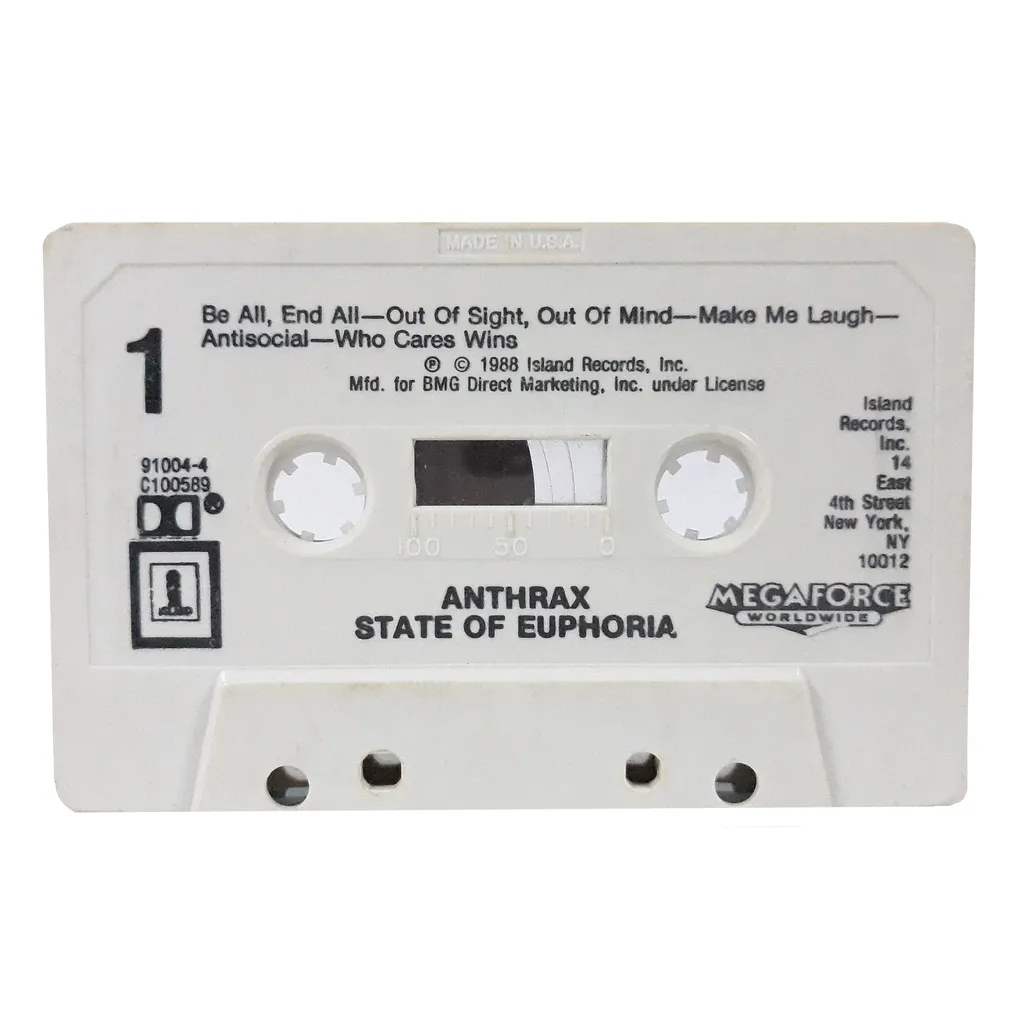 MADE IN U.S.A.
1
Be All, End All—Out Of Sight, Out Of Mind—Make Me Laugh—
Antisocial—Who Cares Wins
℗ © 1988 Island Records, Inc.
Mfd. for BMG Direct Marketing, Inc. under License
91004-4
C100589
®
Island
Records,
Inc.
14
East
4th Street
New York,
NY
10012
100 50 0
ANTHRAX
STATE OF EUPHORIA
MEGAFORCE
WORLDWIDE